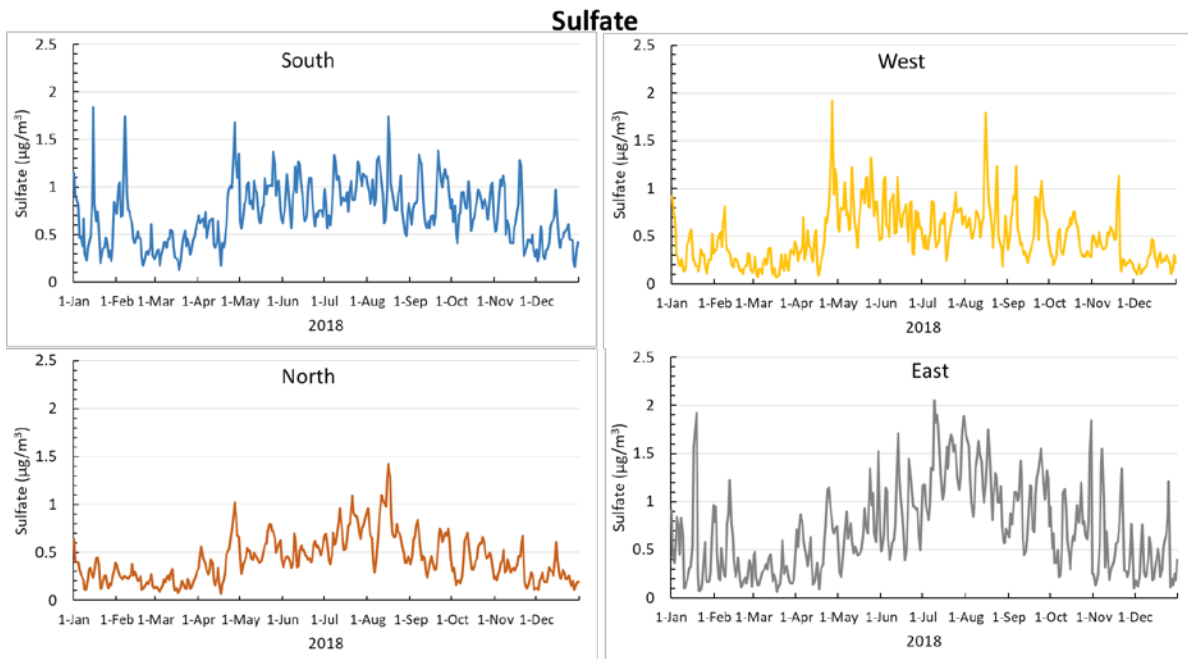 Sulfate
South
Sulfate (µg/m³)
2.5
2
1.5
1
0.5
0
1-Jan 1-Feb 1-Mar 1-Apr 1-May 1-Jun 1-Jul 1-Aug 1-Sep 1-Oct 1-Nov 1-Dec
2018
West
Sulfate (µg/m³)
2.5
2
1.5
1
0.5
0
1-Jan 1-Feb 1-Mar 1-Apr 1-May 1-Jun 1-Jul 1-Aug 1-Sep 1-Oct 1-Nov 1-Dec
2018
North
Sulfate (µg/m³)
2.5
2
1.5
1
0.5
0
1-Jan 1-Feb 1-Mar 1-Apr 1-May 1-Jun 1-Jul 1-Aug 1-Sep 1-Oct 1-Nov 1-Dec
2018
East
Sulfate (µg/m³)
2.5
2
1.5
1
0.5
0
1-Jan 1-Feb 1-Mar 1-Apr 1-May 1-Jun 1-Jul 1-Aug 1-Sep 1-Oct 1-Nov 1-Dec
2018